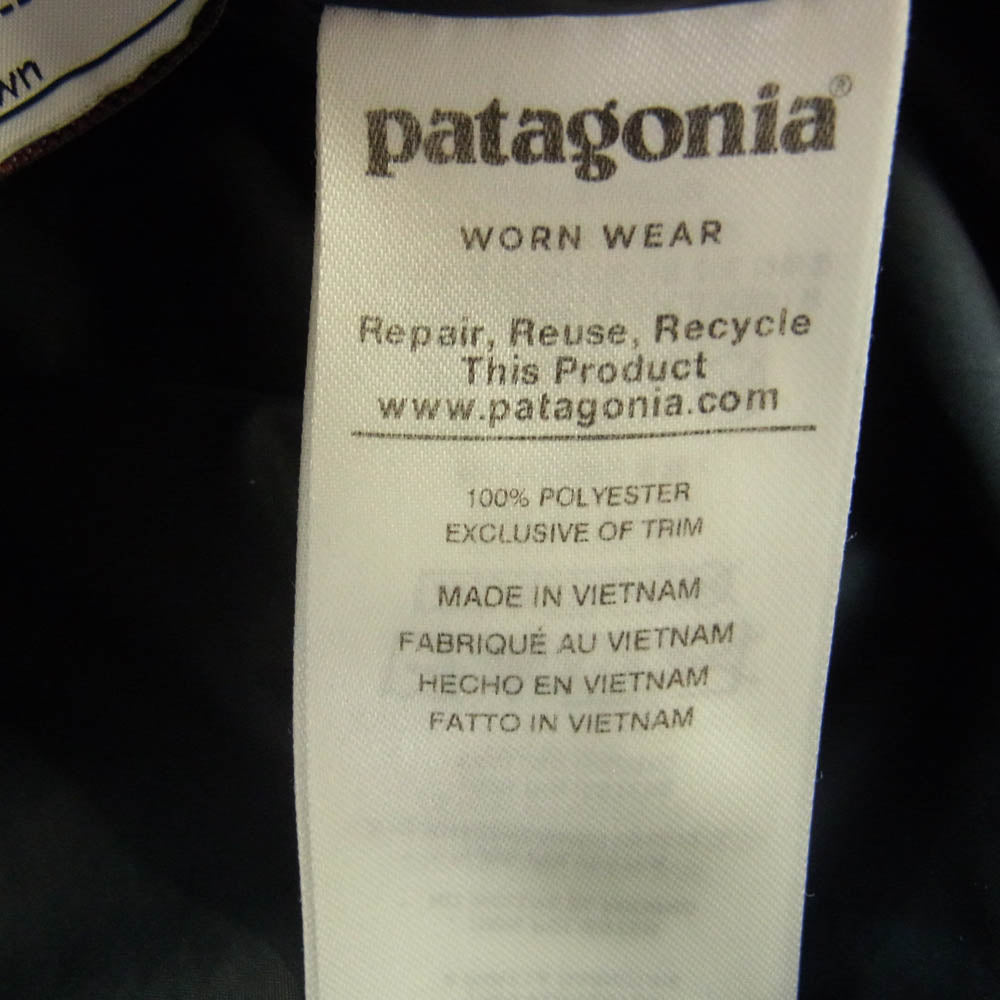 wn
patagonia®
WORN WEAR
Repair, Reuse, Recycle
This Product
www.patagonia.com
100% POLYESTER
EXCLUSIVE OF TRIM
MADE IN VIETNAM
FABRIQUÉ AU VIETNAM
HECHO EN VIETNAM
FATTO IN VIETNAM